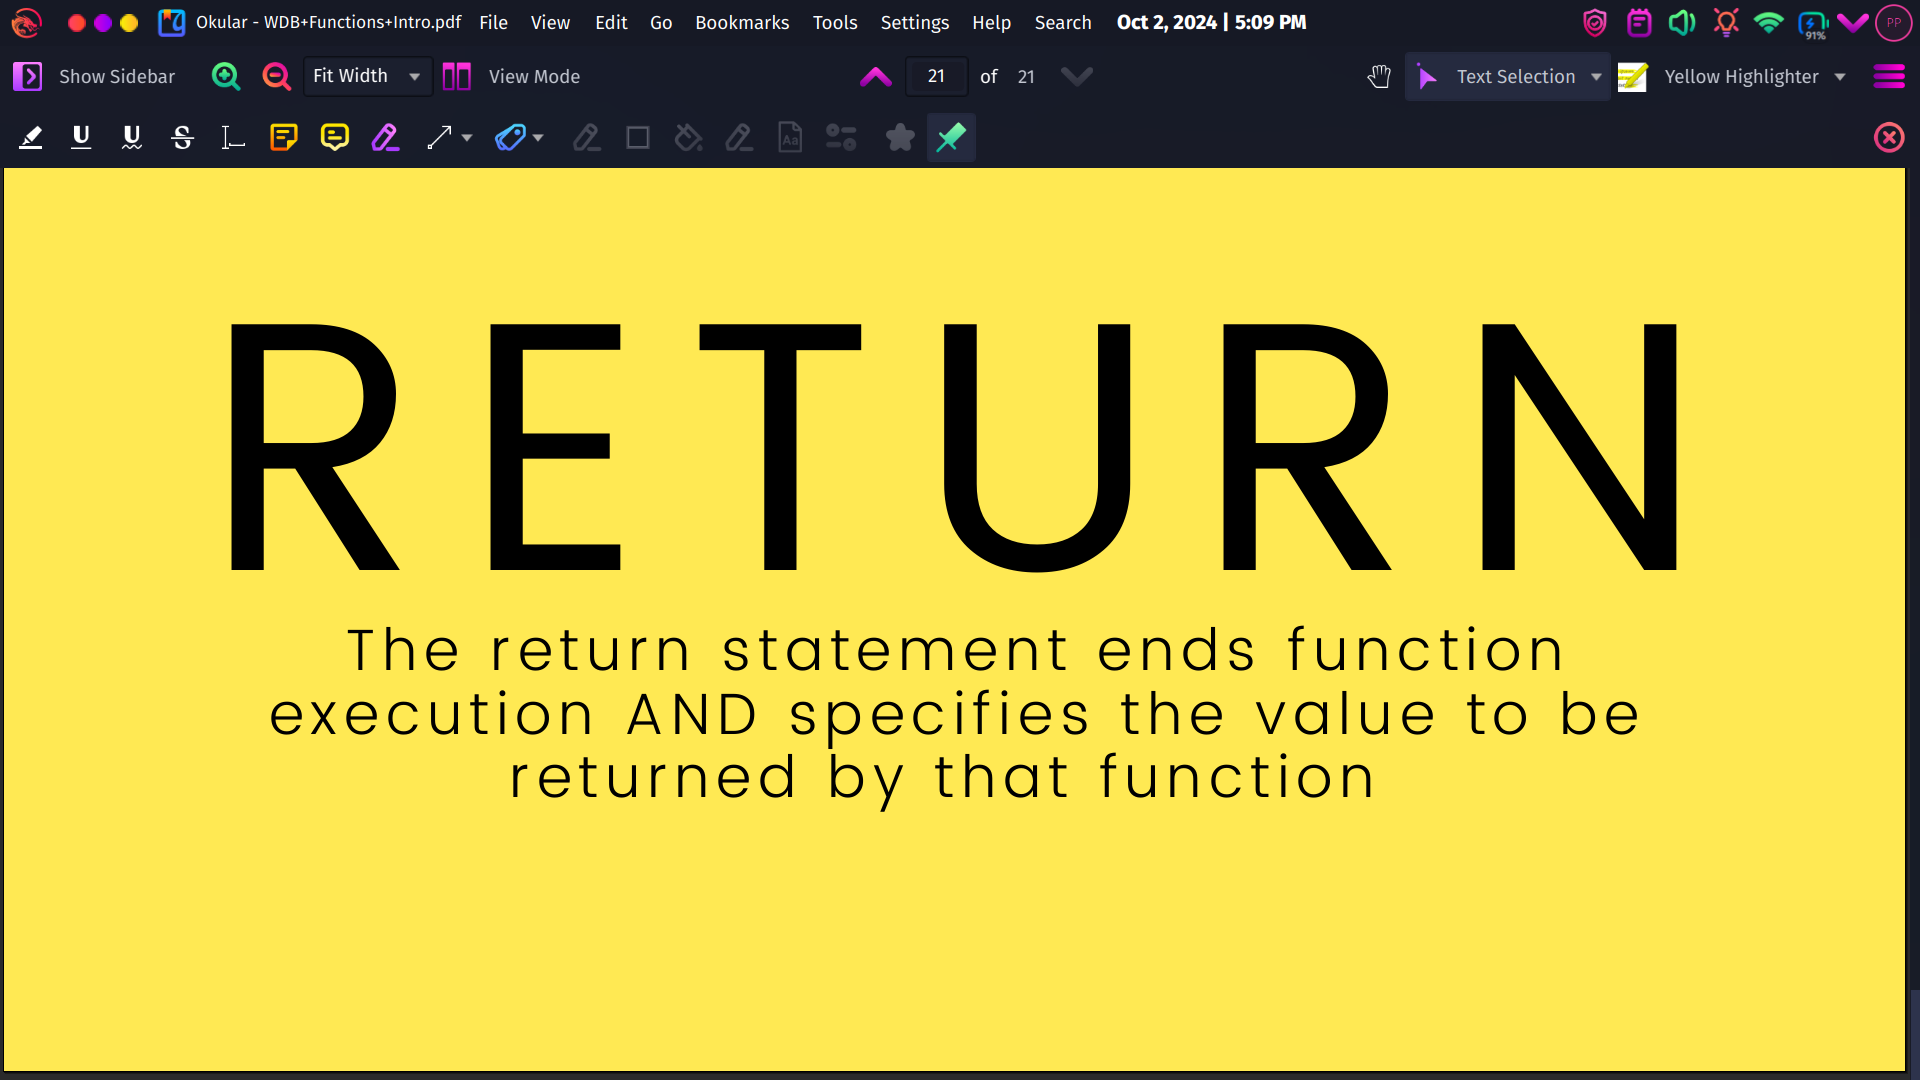 Okular - WDB+Functions+Intro.pdf File View Edit Go Bookmarks Tools Settings Help Search Oct 2, 2024 | 5:09 PM 91% PP
Show Sidebar Fit Width View Mode 21 of 21 Text Selection Yellow Highlighter
U U S Aa
RETURN
The return statement ends function
execution AND specifies the value to be
returned by that function